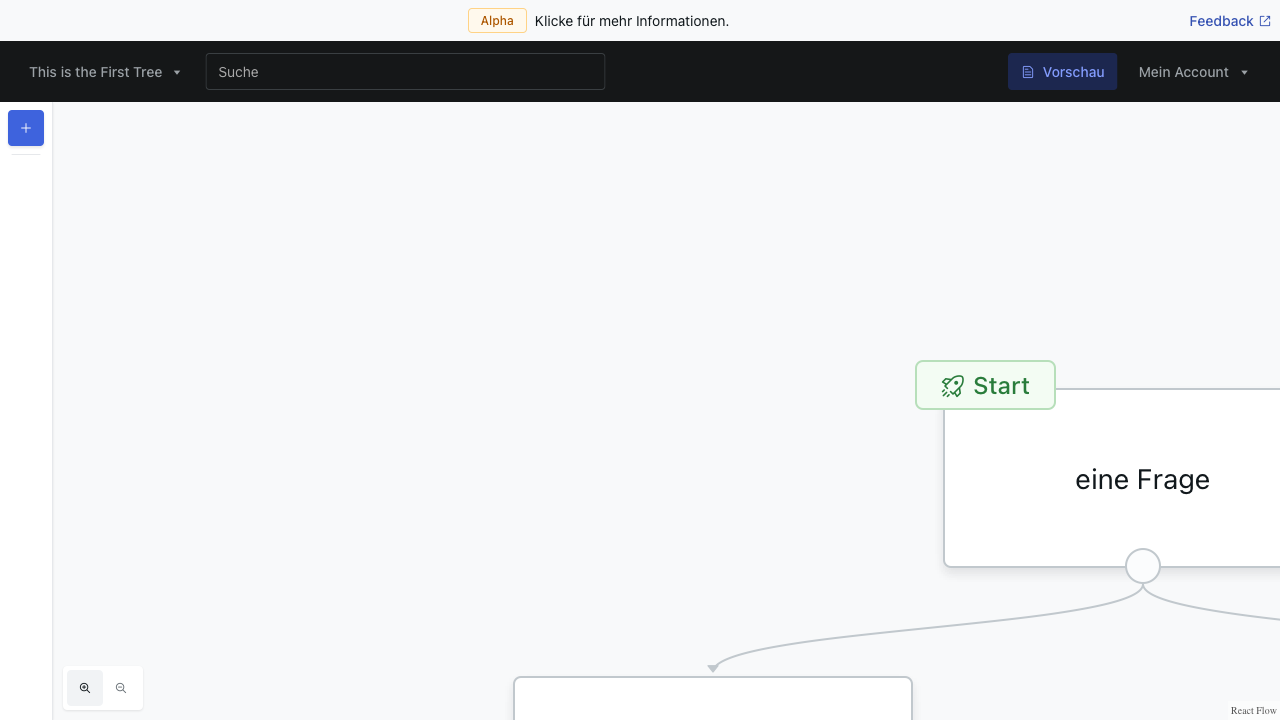 Alpha Klicke für mehr Informationen. Feedback
This is the First Tree Suche Vorschau Mein Account
Start
eine Frage
React Flow